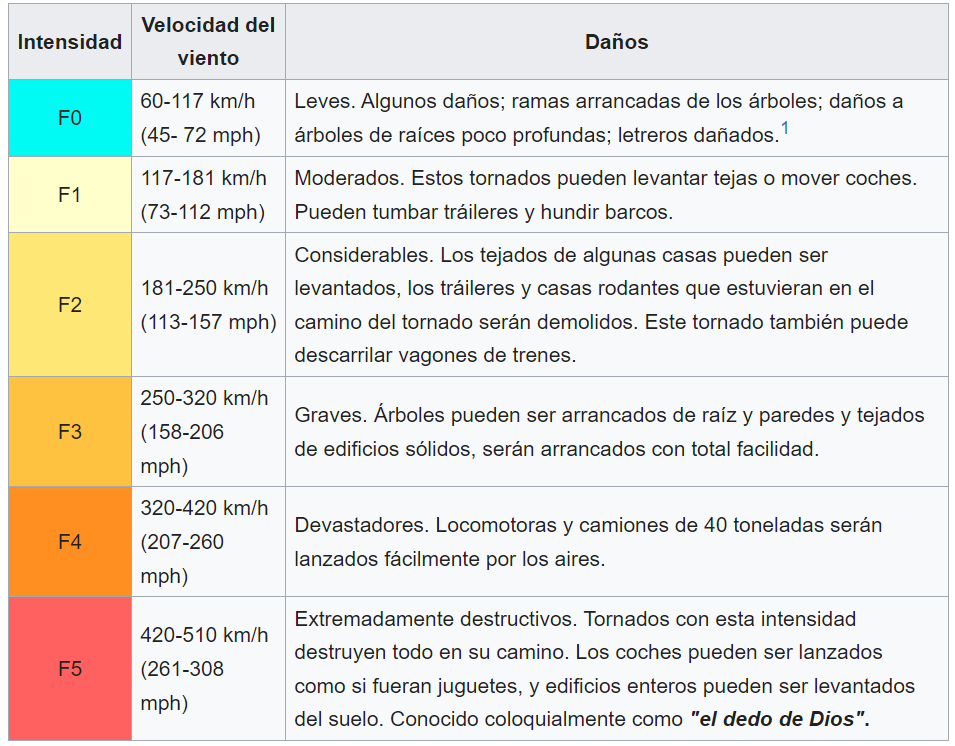 Intensidad
Velocidad del
viento
Daños
F0
60-117 km/h
(45- 72 mph)
Leves. Algunos daños; ramas arrancadas de los árboles; daños a
árboles de raíces poco profundas; letreros dañados.1
F1
117-181 km/h
(73-112 mph)
Moderados. Estos tornados pueden levantar tejas o mover coches.
Pueden tumbar tráileres y hundir barcos.
F2
181-250 km/h
(113-157 mph)
Considerables. Los tejados de algunas casas pueden ser
levantados, los tráileres y casas rodantes que estuvieran en el
camino del tornado serán demolidos. Este tornado también puede
descarrilar vagones de trenes.
F3
250-320 km/h
(158-206
mph)
Graves. Árboles pueden ser arrancados de raíz y paredes y tejados
de edificios sólidos, serán arrancados con total facilidad.
F4
320-420 km/h
(207-260
mph)
Devastadores. Locomotoras y camiones de 40 toneladas serán
lanzados fácilmente por los aires.
F5
420-510 km/h
(261-308
mph)
Extremadamente destructivos. Tornados con esta intensidad
destruyen todo en su camino. Los coches pueden ser lanzados
como si fueran juguetes, y edificios enteros pueden ser levantados
del suelo. Conocido coloquialmente como "el dedo de Dios".